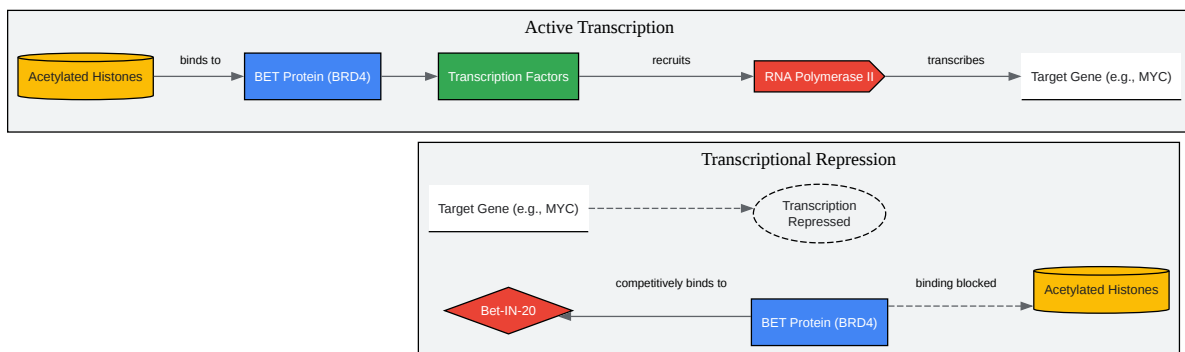 Active Transcription
Acetylated Histones
binds to
BET Protein (BRD4)
Transcription Factors
recruits
RNA Polymerase II
transcribes
Target Gene (e.g., MYC)
Transcriptional Repression
Target Gene (e.g., MYC)
Transcription
Repressed
Bet-IN-20
competitively binds to
BET Protein (BRD4)
binding blocked
Acetylated Histones